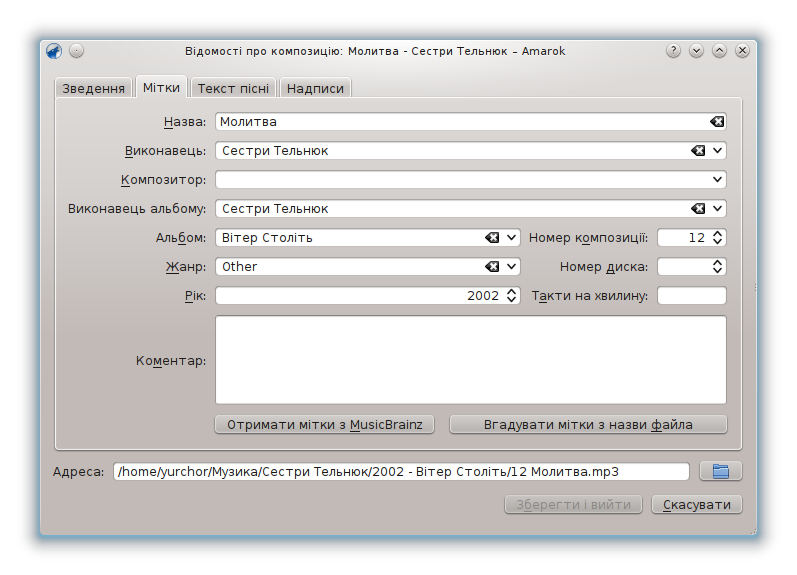 Відомості про композицію: Молитва - Сестри Тельнюк – Amarok
Зведення Мітки Текст пісні Надписи
Назва: Молитва
Виконавець: Сестри Тельнюк
Композитор:
Виконавець альбому: Сестри Тельнюк
Альбом: Вітер Століть Номер композиції: 12
Жанр: Other Номер диска:
Рік: 2002 Такти на хвилину:
Коментар:
Отримати мітки з MusicBrainz Вгадувати мітки з назви файла
Адреса: /home/yurchor/Музика/Сестри Тельнюк/2002 - Вітер Століть/12 Молитва.mp3
Зберегти і вийти Скасувати